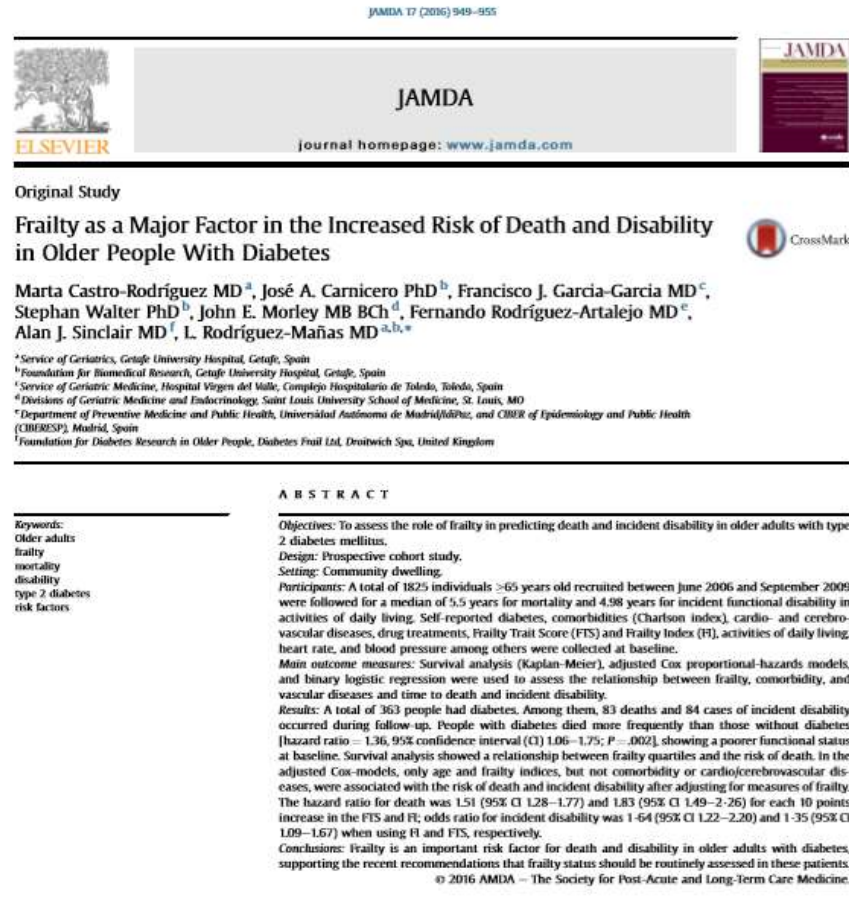 JAMDA 17 (2016) 949–955
JAMDA
ELSEVIER
JAMDA
journal homepage: www.jamda.com
Original Study
Frailty as a Major Factor in the Increased Risk of Death and Disability
in Older People With Diabetes
CrossMark
Marta Castro-Rodríguez MD a, José A. Carnicero PhD b, Francisco J. Garcia-Garcia MD c,
Stephan Walter PhD b, John E. Morley MB BCh d, Fernando Rodríguez-Artalejo MD e,
Alan J. Sinclair MD f, L. Rodríguez-Mañas MD a,b,*
a Service of Geriatrics, Getafe University Hospital, Getafe, Spain
b Foundation for Biomedical Research, Getafe University Hospital, Getafe, Spain
c Service of Geriatric Medicine, Hospital Virgen del Valle, Complejo Hospitalario de Toledo, Toledo, Spain
d Divisions of Geriatric Medicine and Endocrinology, Saint Louis University School of Medicine, St. Louis, MO
e Department of Preventive Medicine and Public Health, Universidad Autónoma de Madrid/IdiPaz, and CIBER of Epidemiology and Public Health
(CIBERESP), Madrid, Spain
f Foundation for Diabetes Research in Older People, Diabetes Frail Ltd, Droitwich Spa, United Kingdom
Keywords:
Older adults
frailty
mortality
disability
type 2 diabetes
risk factors
ABSTRACT
Objectives: To assess the role of frailty in predicting death and incident disability in older adults with type
2 diabetes mellitus.
Design: Prospective cohort study.
Setting: Community dwelling.
Participants: A total of 1825 individuals ≥65 years old recruited between June 2006 and September 2009
were followed for a median of 5.5 years for mortality and 4.98 years for incident functional disability in
activities of daily living. Self-reported diabetes, comorbidities (Charlson index), cardio- and cerebro-
vascular diseases, drug treatments, Frailty Trait Score (FTS) and Frailty Index (FI), activities of daily living,
heart rate, and blood pressure among others were collected at baseline.
Main outcome measures: Survival analysis (Kaplan-Meier), adjusted Cox proportional-hazards models,
and binary logistic regression were used to assess the relationship between frailty, comorbidity, and
vascular diseases and time to death and incident disability.
Results: A total of 363 people had diabetes. Among them, 83 deaths and 84 cases of incident disability
occurred during follow-up. People with diabetes died more frequently than those without diabetes
[hazard ratio = 1.36, 95% confidence interval (CI) 1.06–1.75; P = .002], showing a poorer functional status
at baseline. Survival analysis showed a relationship between frailty quartiles and the risk of death. In the
adjusted Cox-models, only age and frailty indices, but not comorbidity or cardio/cerebrovascular dis-
eases, were associated with the risk of death and incident disability after adjusting for measures of frailty.
The hazard ratio for death was 1.51 (95% CI 1.28–1.77) and 1.83 (95% CI 1.49–2·26) for each 10 points
increase in the FTS and FI; odds ratio for incident disability was 1·64 (95% CI 1.22–2.20) and 1·35 (95% CI
1.09–1.67) when using FI and FTS, respectively.
Conclusions: Frailty is an important risk factor for death and disability in older adults with diabetes,
supporting the recent recommendations that frailty status should be routinely assessed in these patients.
© 2016 AMDA – The Society for Post-Acute and Long-Term Care Medicine.